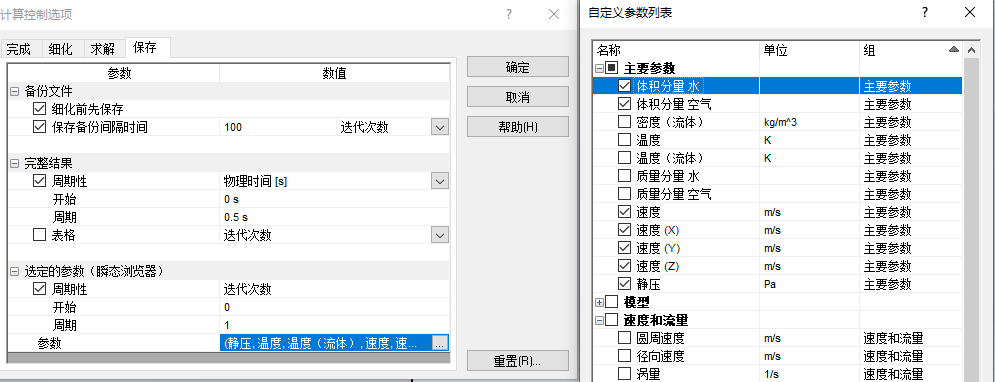 计算控制选项
完成 细化 求解 保存
参数 数值
备份文件
细化前先保存
保存备份间隔时间 100 迭代次数
完整结果
周期性 物理时间 [s]
开始 0 s
周期 0.5 s
表格 迭代次数
选定的参数（瞬态浏览器）
周期性 迭代次数
开始 0
周期 1
参数 (静压, 温度, 温度（流体）, 速度, 速... ...
确定
取消
帮助(H)
重置(R)...
自定义参数列表
名称 单位 组
主要参数
体积分量 水 主要参数
体积分量 空气 主要参数
密度（流体） kg/m^3 主要参数
温度 K 主要参数
温度（流体） K 主要参数
质量分量 水 主要参数
质量分量 空气 主要参数
速度 m/s 主要参数
速度 (X) m/s 主要参数
速度 (Y) m/s 主要参数
速度 (Z) m/s 主要参数
静压 Pa 主要参数
模型
速度和流量
圆周速度 m/s 速度和流量
径向速度 m/s 速度和流量
涡量 1/s 速度和流量